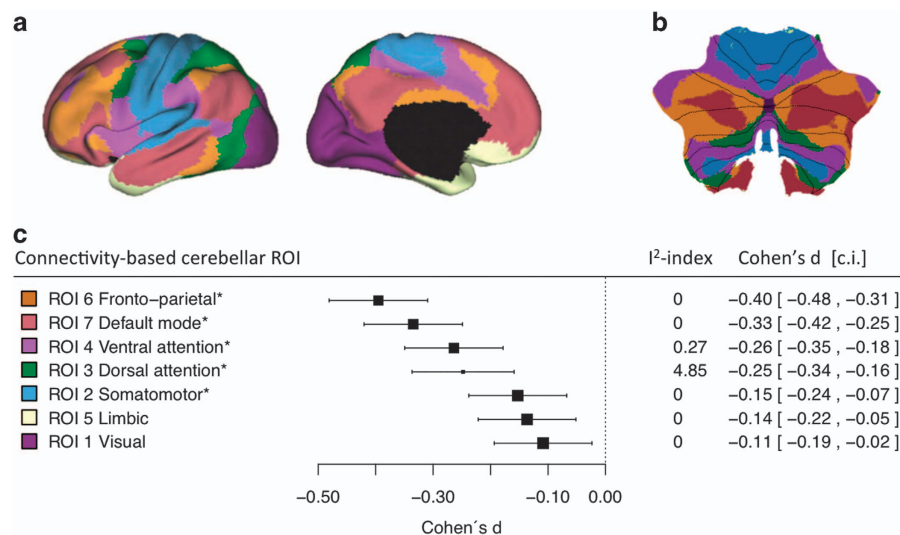 a
b
c
Connectivity-based cerebellar ROI I²-index Cohen's d [c.i.]
ROI 6 Fronto−parietal* 0 −0.40 [ −0.48 , −0.31]
ROI 7 Default mode* 0 −0.33 [ −0.42 , −0.25]
ROI 4 Ventral attention* 0.27 −0.26 [ −0.35 , −0.18]
ROI 3 Dorsal attention* 4.85 −0.25 [ −0.34 , −0.16]
ROI 2 Somatomotor* 0 −0.15 [ −0.24 , −0.07]
ROI 5 Limbic 0 −0.14 [ −0.22 , −0.05]
ROI 1 Visual 0 −0.11 [ −0.19 , −0.02]
−0.50 −0.30 −0.10 0.00
Cohen´s d